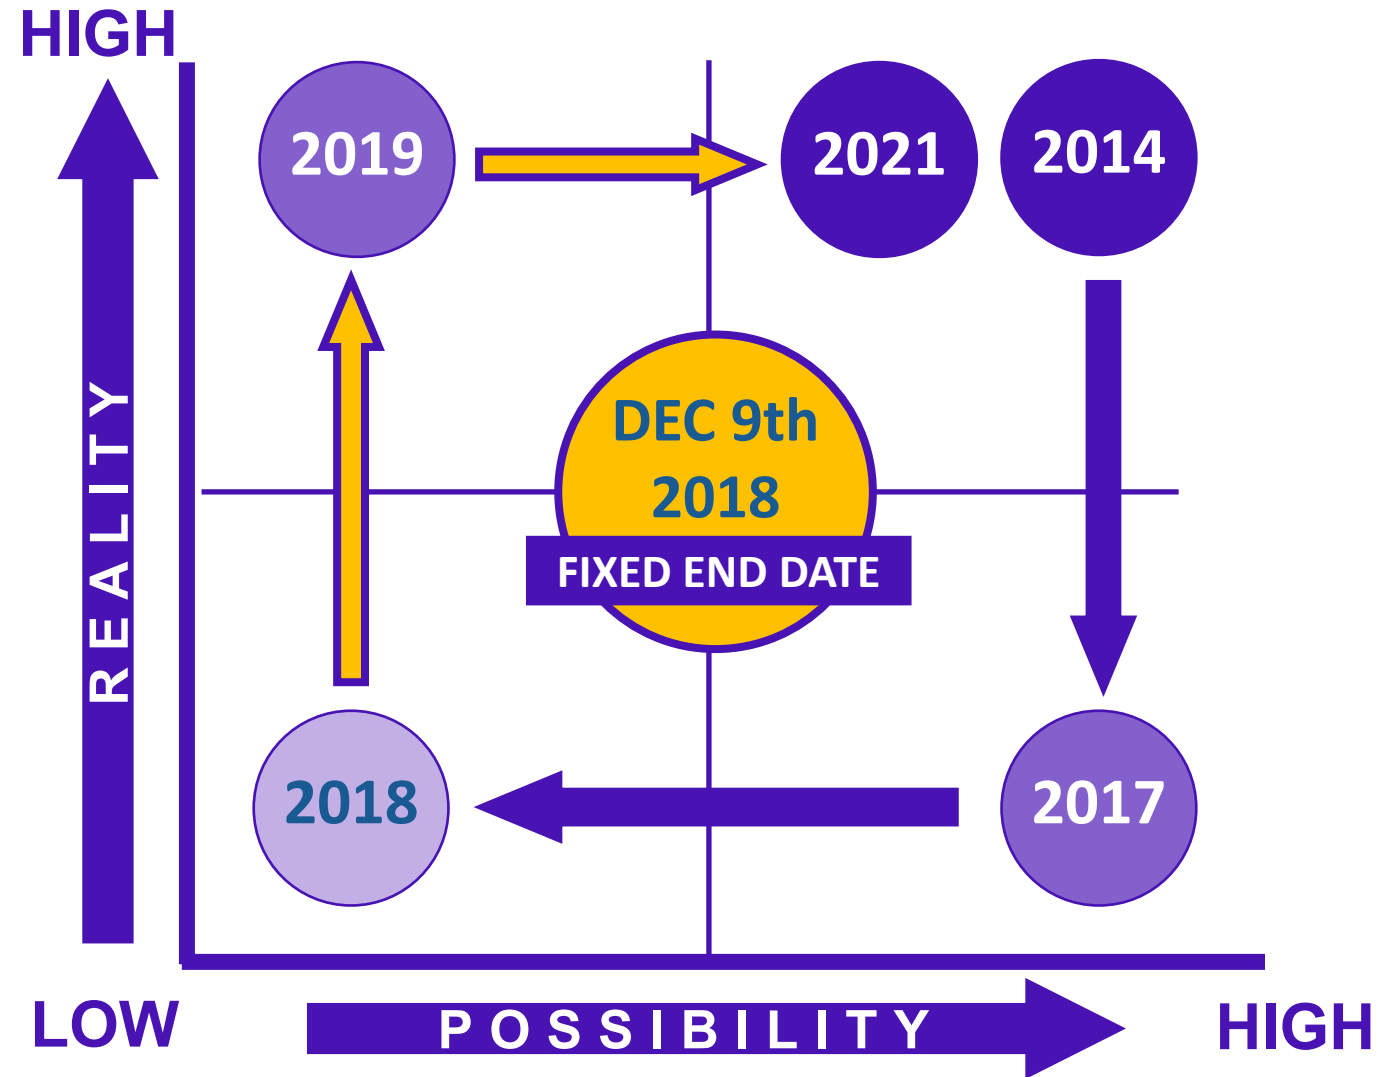 HIGH
2019
2021
2014
REALITY
DEC 9th
2018
FIXED END DATE
2018
2017
LOW
POSSIBILITY
HIGH